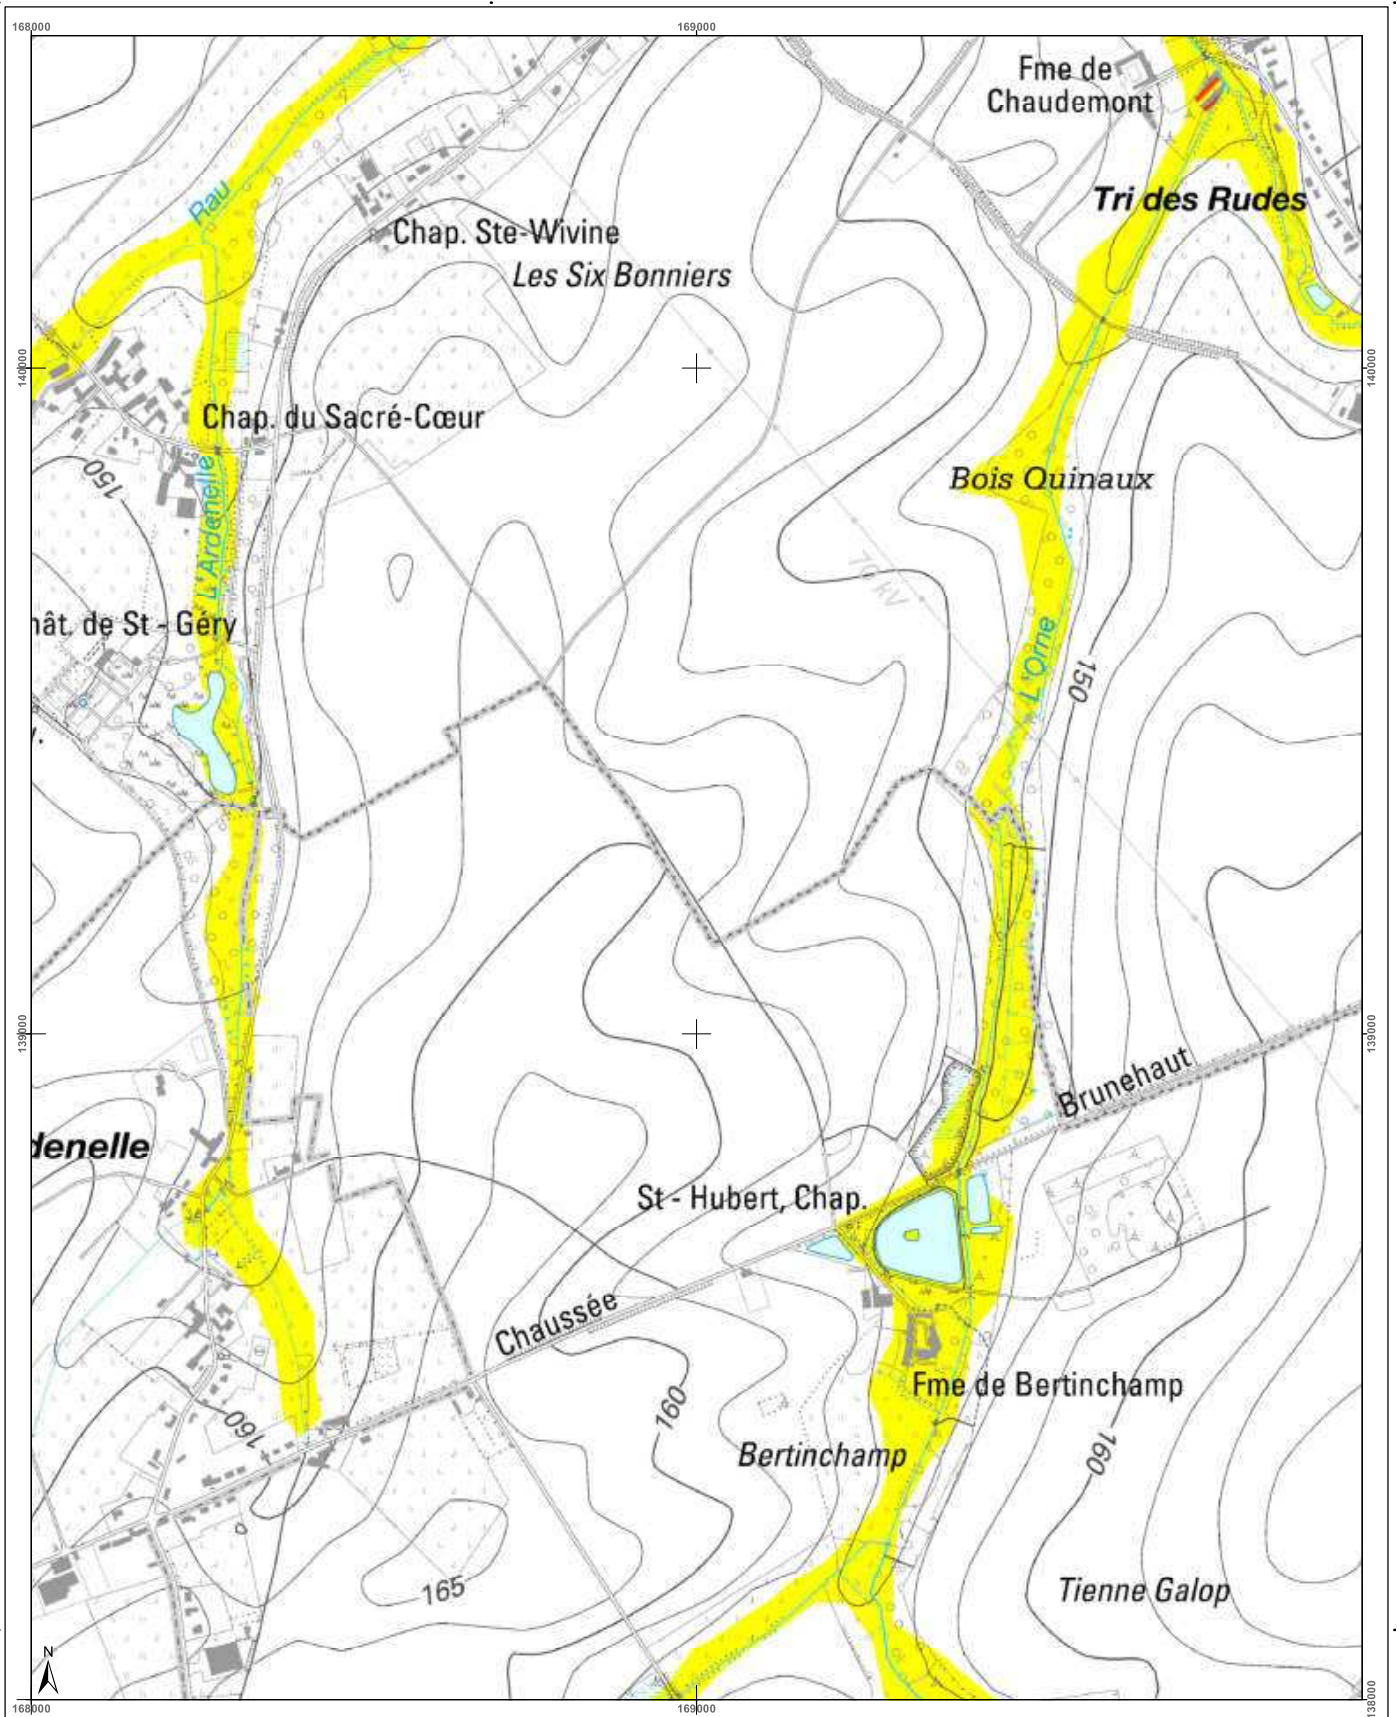 168000
169000
Fme de
Chaudemont
Rau
Tri des Rudes
Chap. Ste-Wivine
Les Six Bonniers
140000
140000
Chap. du Sacré-Cœur
150
Bois Quinaux
L'Ardenelle
70 kV
hât. de St - Géry
L'Orne
150
139000
139000
Brunehaut
denelle
St - Hubert, Chap.
Chaussée
Fme de Bertinchamp
160
160
160
Bertinchamp
165
Tienne Galop
N
168000
169000
138000